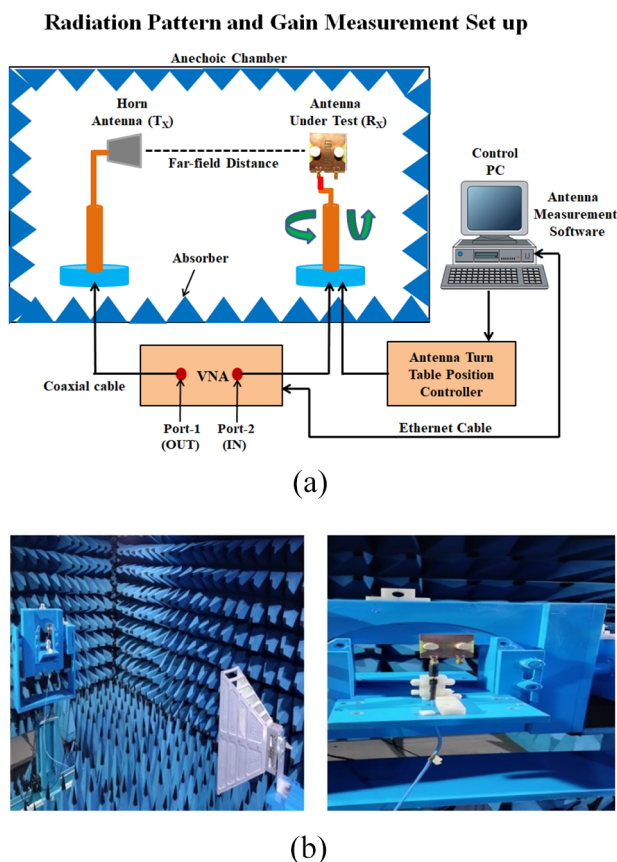 Radiation Pattern and Gain Measurement Set up
Anechoic Chamber
Horn
Antenna (TX)
Antenna
Under Test (RX)
Far-field Distance
Control
PC
Antenna
Measurement
Software
Absorber
Coaxial cable
VNA
Antenna Turn
Table Position
Controller
Port-1
(OUT)
Port-2
(IN)
Ethernet Cable
(a)
(b)